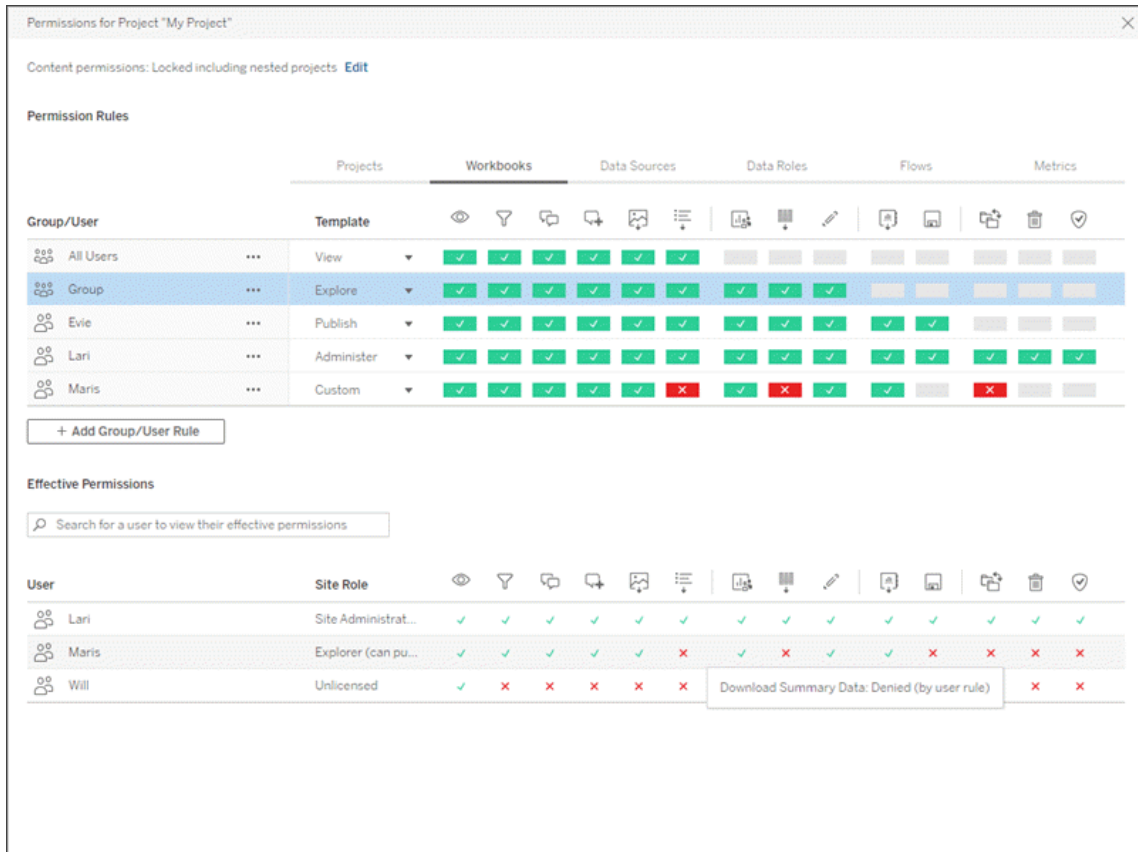 Permissions for Project "My Project"
Content permissions: Locked including nested projects Edit
Permission Rules
Projects Workbooks Data Sources Data Roles Flows Metrics
Group/User Template
All Users ... View
Group ... Explore
Evie ... Publish
Lari ... Administer
Maris ... Custom
+ Add Group/User Rule
Effective Permissions
Search for a user to view their effective permissions
User Site Role
Lari Site Administrat...
Maris Explorer (can pu...
Will Unlicensed
Download Summary Data: Denied (by user rule)